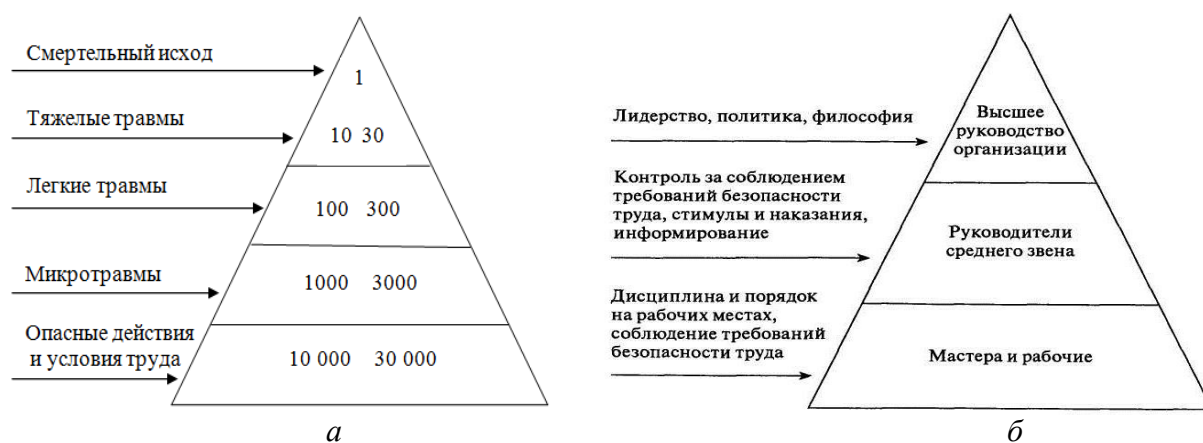 Смертельный исход
1
Тяжелые травмы
10 30
Легкие травмы
100 300
Микротравмы
1000 3000
Опасные действия
и условия труда
10 000 30 000
а
Лидерство, политика, философия
Высшее
руководство
организации
Контроль за соблюдением
требований безопасности
труда, стимулы и наказания,
информирование
Руководители
среднего звена
Дисциплина и порядок
на рабочих местах,
соблюдение требований
безопасности труда
Мастера и рабочие
б